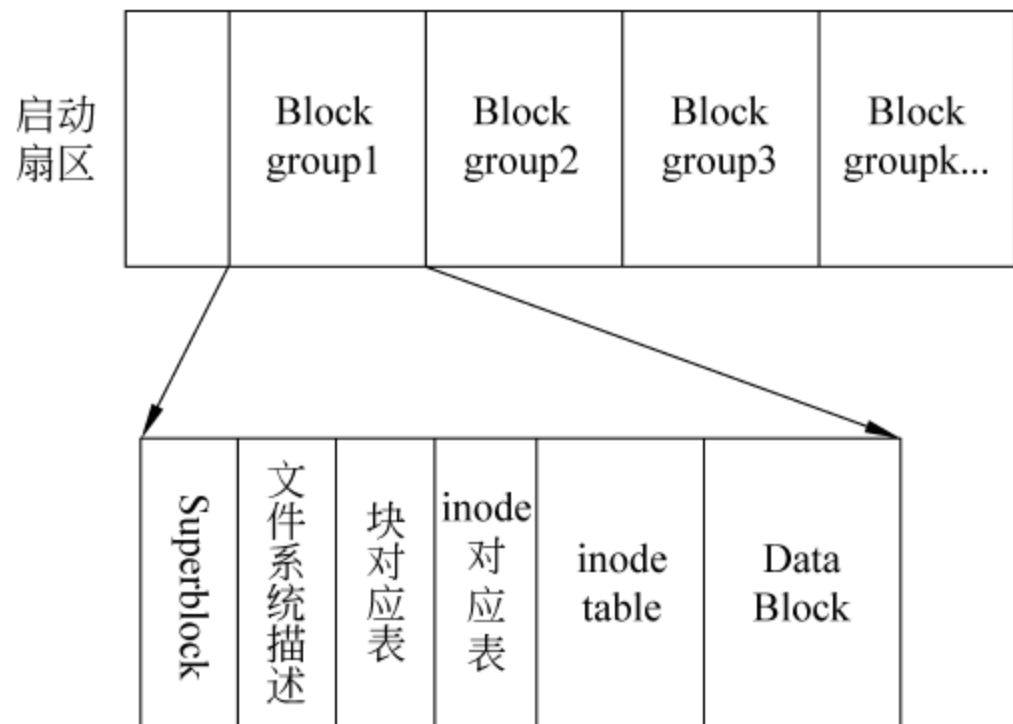 启动
扇区
Block
group1
Block
group2
Block
group3
Block
groupk...
Superblock
文件系统描述
块对应表
inode
对应表
inode
table
Data
Block